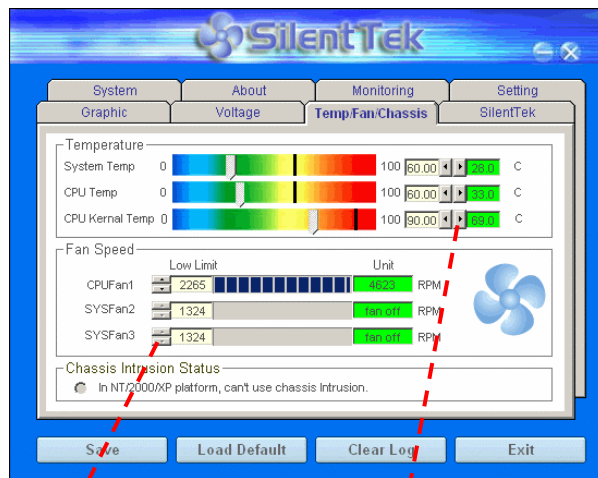 SilentTek
System About Monitoring Setting
Graphic Voltage Temp/Fan/Chassis SilentTek
Temperature
System Temp 0 100 60.00 28.0 C
CPU Temp 0 100 60.00 33.0 C
CPU Kernal Temp 0 100 90.00 69.0 C
Fan Speed
Low Limit Unit
CPUFan1 2265 4623 RPM
SYSFan2 1324 fan off RPM
SYSFan3 1324 fan off RPM
Chassis Intrusion Status
In NT/2000/XP platform, can't use chassis Intrusion.
Save Load Default Clear Log Exit